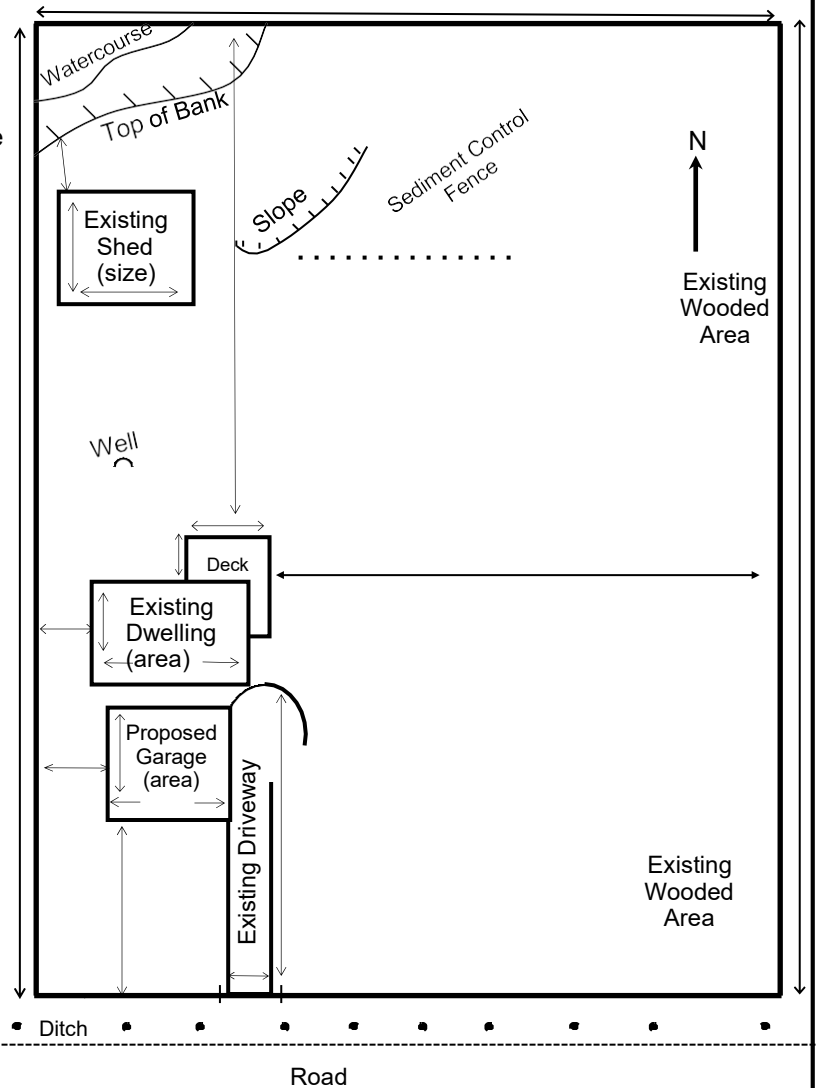 Watercourse
Top of Bank
e
Sediment Control
Fence
N
Slope
Existing
Shed
(size)
Existing
Wooded
Area
Well
Deck
Existing
Dwelling
(area)
Proposed
Garage
(area)
Existing Driveway
Existing
Wooded
Area
Ditch
Road